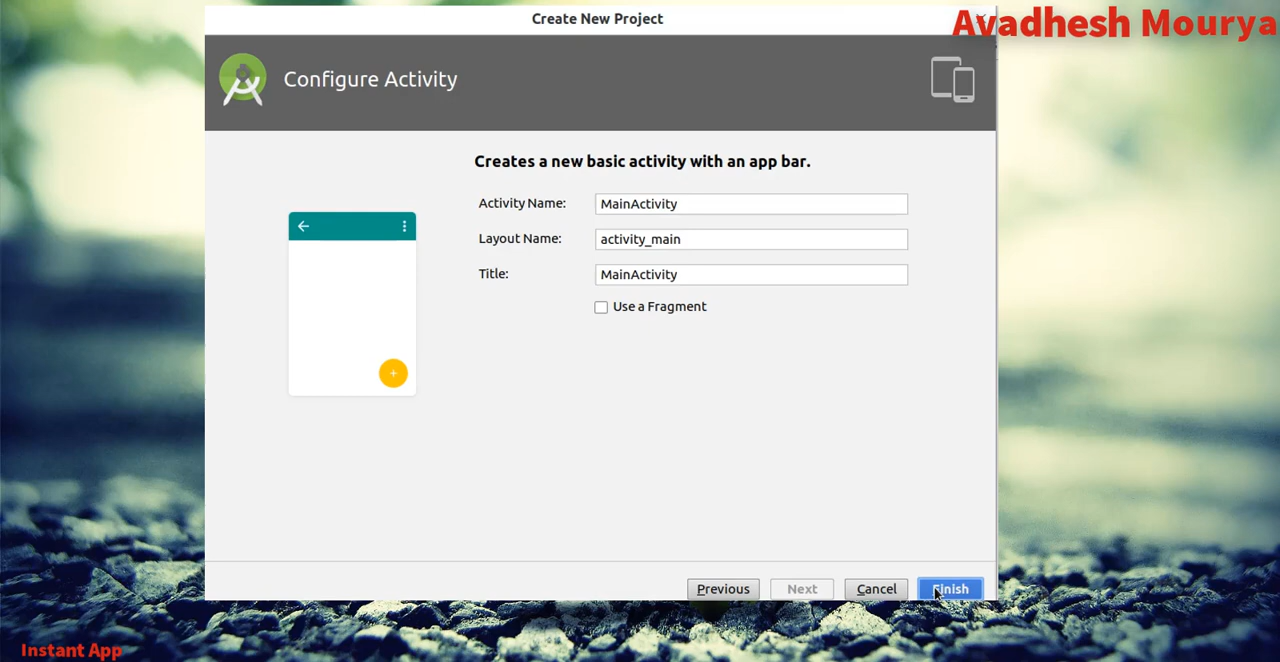 Create New Project
Avadhesh Mourya
Configure Activity
Creates a new basic activity with an app bar.
Activity Name: MainActivity
Layout Name: activity_main
Title: MainActivity
Use a Fragment
Previous Next Cancel Finish
Instant App